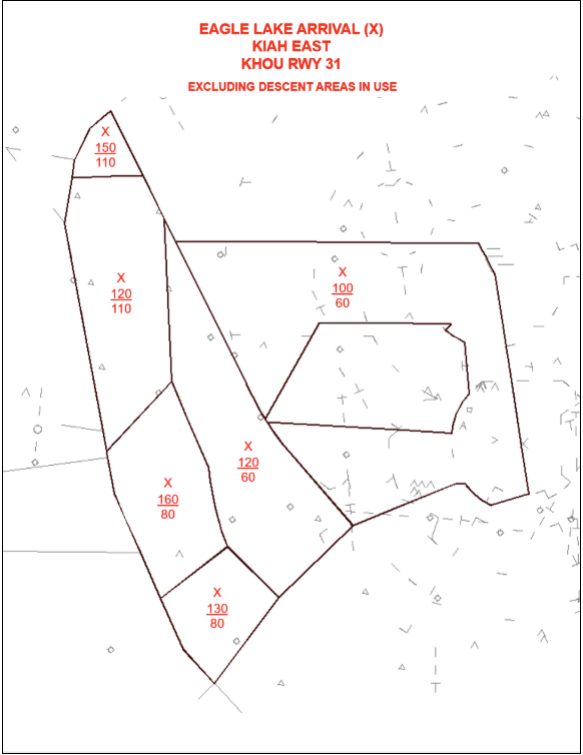 EAGLE LAKE ARRIVAL (X)
KIAH EAST
KHOU RWY 31
EXCLUDING DESCENT AREAS IN USE
X
150
110
X
120
110
X
100
60
X
120
60
X
160
80
X
130
80